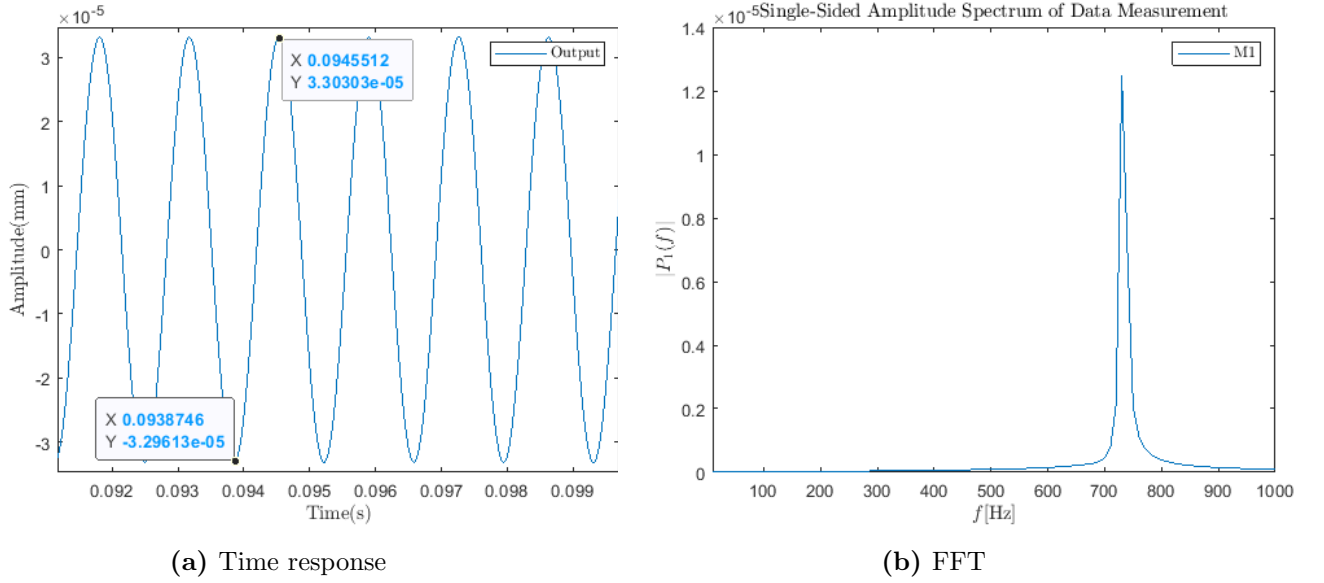 ×10⁻⁵
3
2
1
0
-1
-2
-3
Amplitude(mm)
Output
X 0.0945512
Y 3.30303e-05
X 0.0938746
Y -3.29613e-05
0.092 0.093 0.094 0.095 0.096 0.097 0.098 0.099
Time(s)
(a) Time response
×10⁻⁵ Single-Sided Amplitude Spectrum of Data Measurement
1.4
1.2
1
0.8
0.6
0.4
0.2
0
|P₁(f)|
M1
100 200 300 400 500 600 700 800 900 1000
f[Hz]
(b) FFT